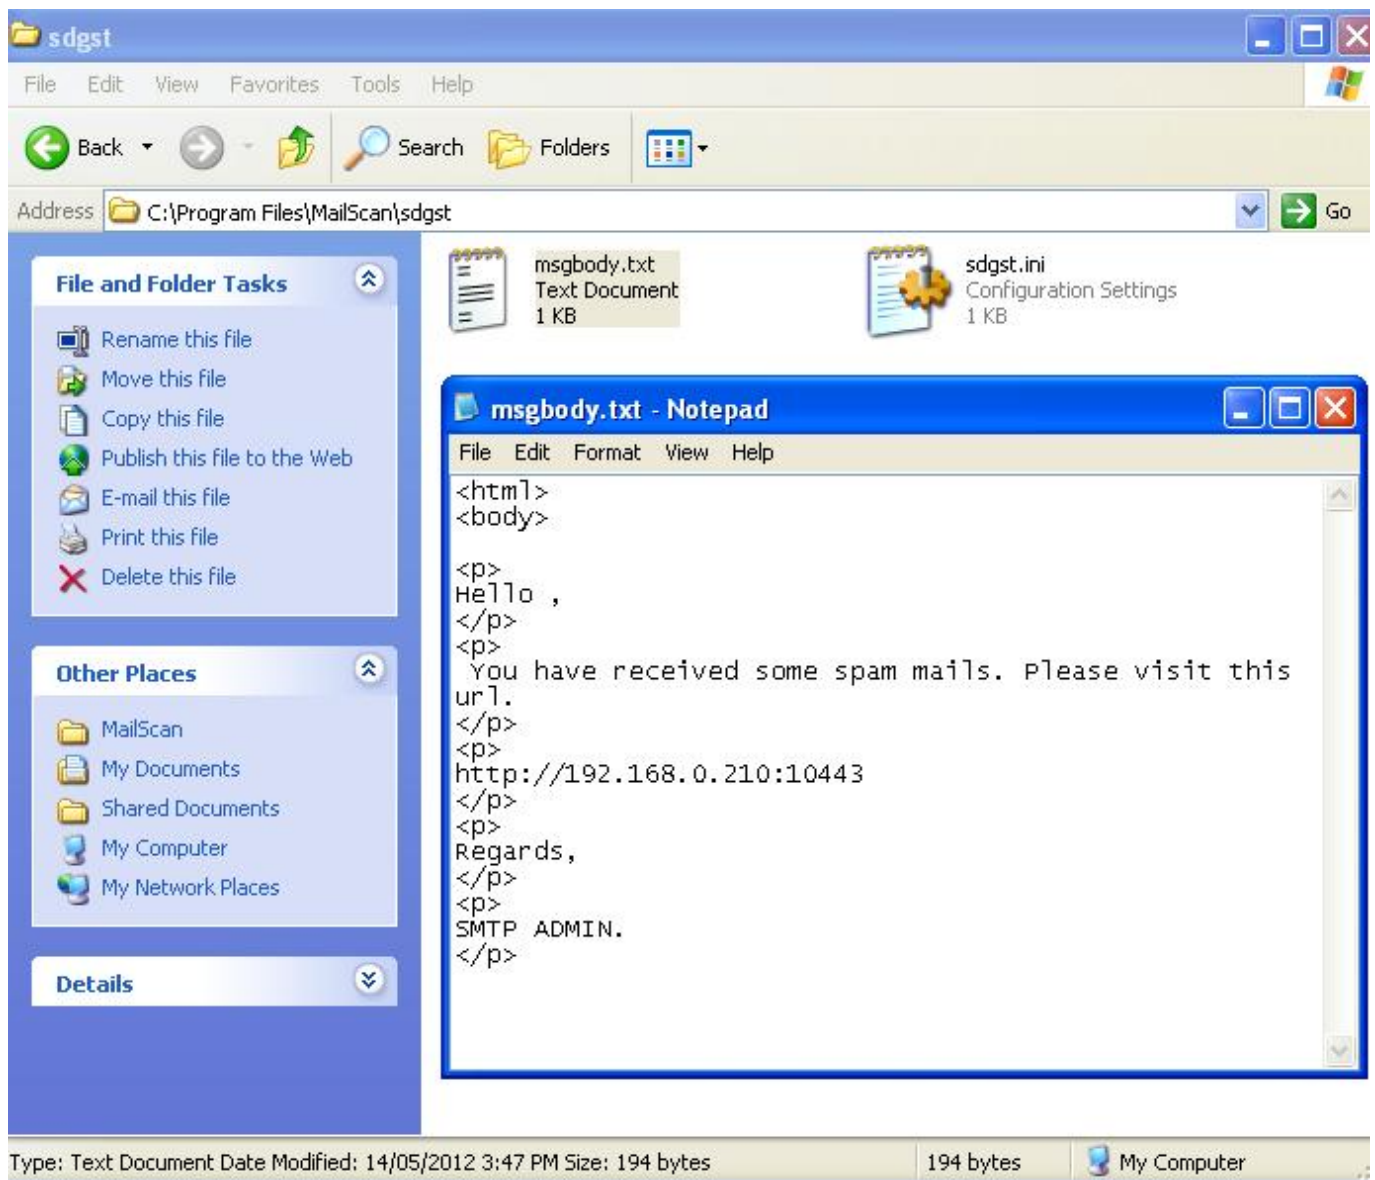 sdgst
File Edit View Favorites Tools Help
Back Search Folders
Address C:\Program Files\MailScan\sdgst Go
File and Folder Tasks
Rename this file
Move this file
Copy this file
Publish this file to the Web
E-mail this file
Print this file
Delete this file
Other Places
MailScan
My Documents
Shared Documents
My Computer
My Network Places
Details
msgbody.txt
Text Document
1 KB
sdgst.ini
Configuration Settings
1 KB
msgbody.txt - Notepad
File Edit Format View Help
<html>
<body>
<p>
Hello ,
</p>
<p>
You have received some spam mails. Please visit this
url.
</p>
<p>
http://192.168.0.210:10443
</p>
<p>
Regards,
</p>
<p>
SMTP ADMIN.
</p>
Type: Text Document Date Modified: 14/05/2012 3:47 PM Size: 194 bytes 194 bytes My Computer